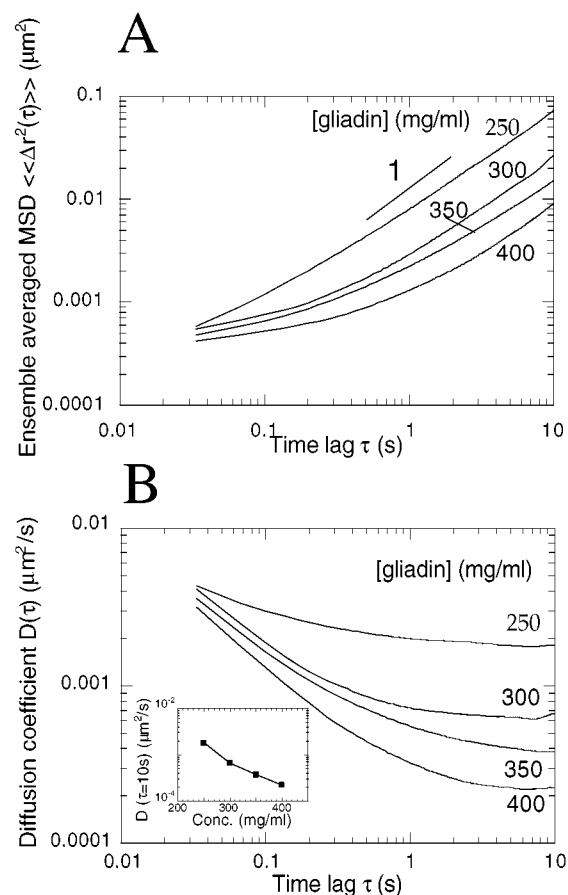 A
Ensemble averaged MSD <<Δr²(τ)>> (μm²)
0.1
0.01
0.001
0.0001
[gliadin] (mg/ml)
250
1
300
350
400
0.01
0.1
1
10
Time lag τ (s)
B
Diffusion coefficient D(τ) (μm²/s)
0.01
0.001
0.0001
[gliadin] (mg/ml)
250
300
350
400
D (τ=10s) (μm²/s)
10⁻²
10⁻⁴
200
300
400
Conc. (mg/ml)
0.01
0.1
1
10
Time lag τ (s)